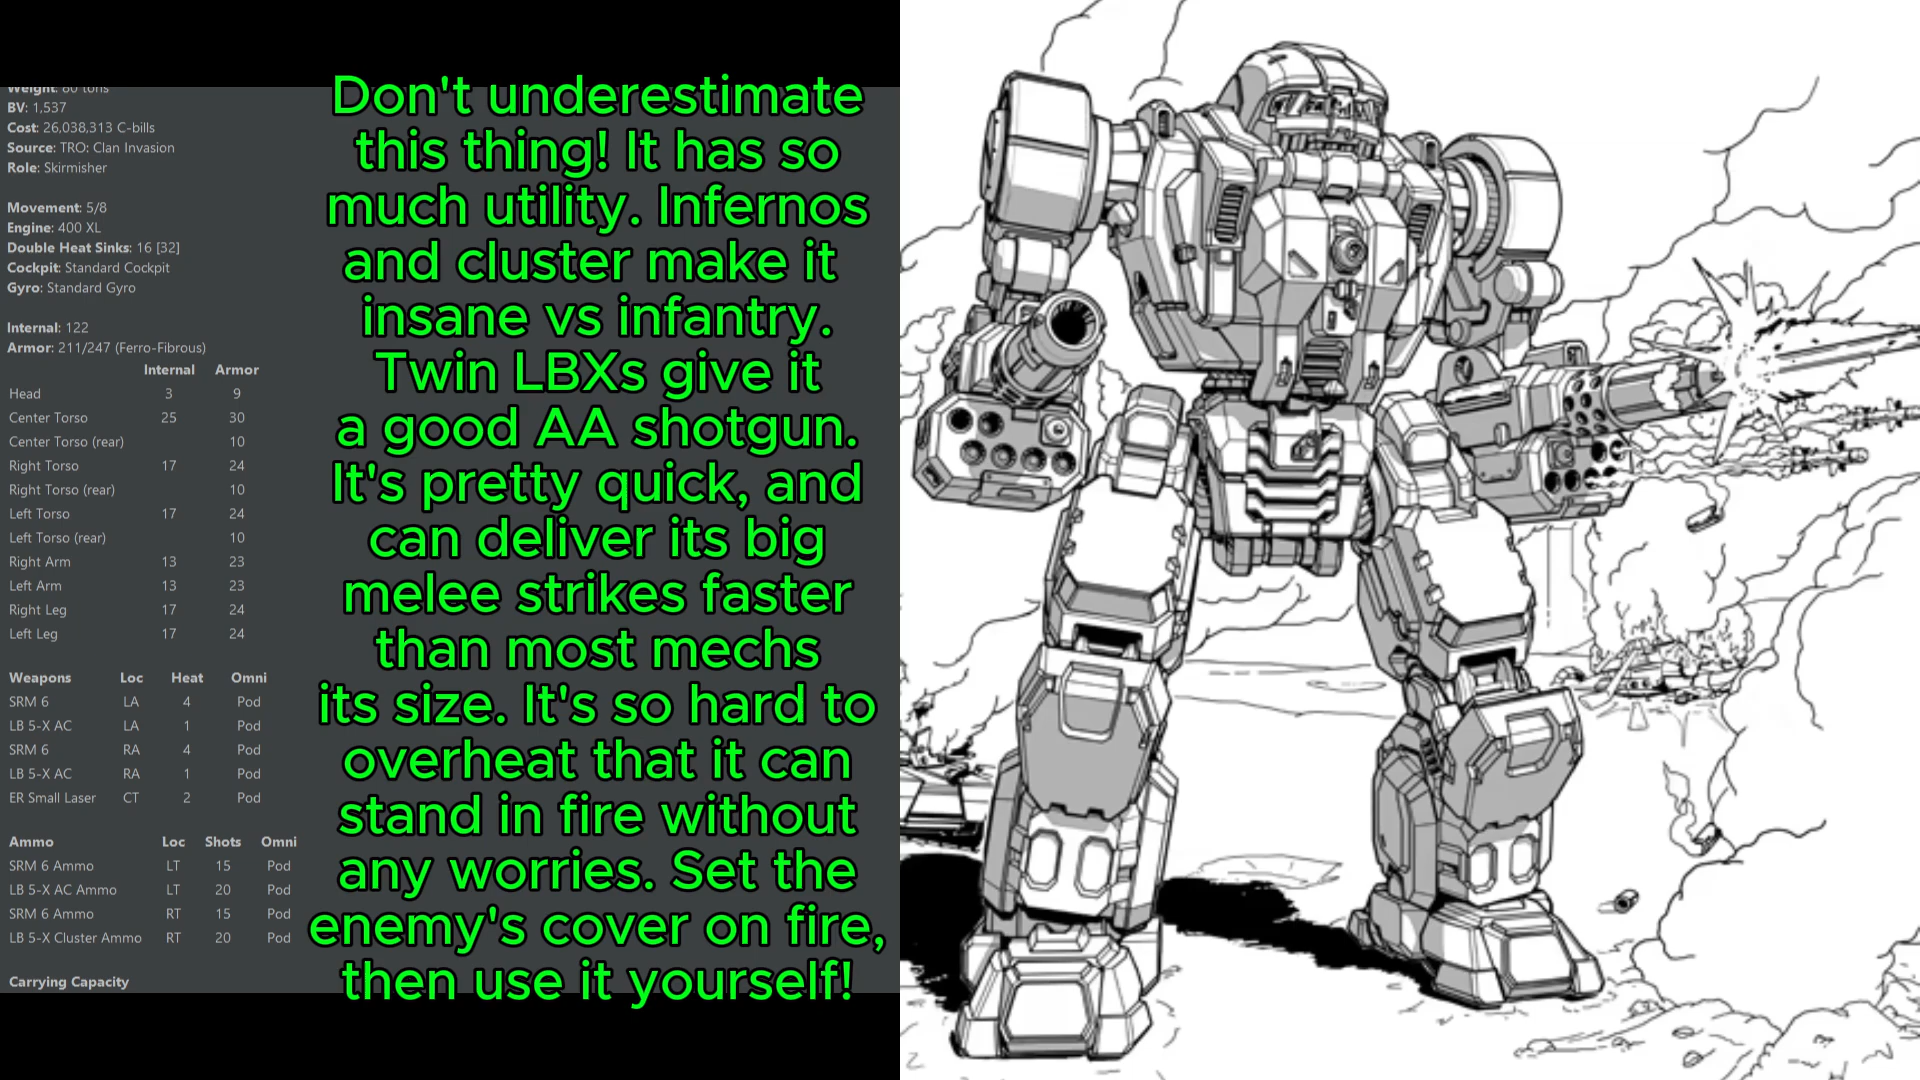 Weight: 80 tons
BV: 1,537
Cost: 26,038,313 C-bills
Source: TRO: Clan Invasion
Role: Skirmisher
Movement: 5/8
Engine: 400 XL
Double Heat Sinks: 16 [32]
Cockpit: Standard Cockpit
Gyro: Standard Gyro
Internal: 122
Armor: 211/247 (Ferro-Fibrous)
Internal Armor
Head 3 9
Center Torso 25 30
Center Torso (rear) 10
Right Torso 17 24
Right Torso (rear) 10
Left Torso 17 24
Left Torso (rear) 10
Right Arm 13 23
Left Arm 13 23
Right Leg 17 24
Left Leg 17 24
Weapons Loc Heat Omni
SRM 6 LA 4 Pod
LB 5-X AC LA 1 Pod
SRM 6 RA 4 Pod
LB 5-X AC RA 1 Pod
ER Small Laser CT 2 Pod
Ammo Loc Shots Omni
SRM 6 Ammo LT 15 Pod
LB 5-X AC Ammo LT 20 Pod
SRM 6 Ammo RT 15 Pod
LB 5-X Cluster Ammo RT 20 Pod
Carrying Capacity
Don't underestimate
this thing! It has so
much utility. Infernos
and cluster make it
insane vs infantry.
Twin LBXs give it
a good AA shotgun.
It's pretty quick, and
can deliver its big
melee strikes faster
than most mechs
its size. It's so hard to
overheat that it can
stand in fire without
any worries. Set the
enemy's cover on fire,
then use it yourself!